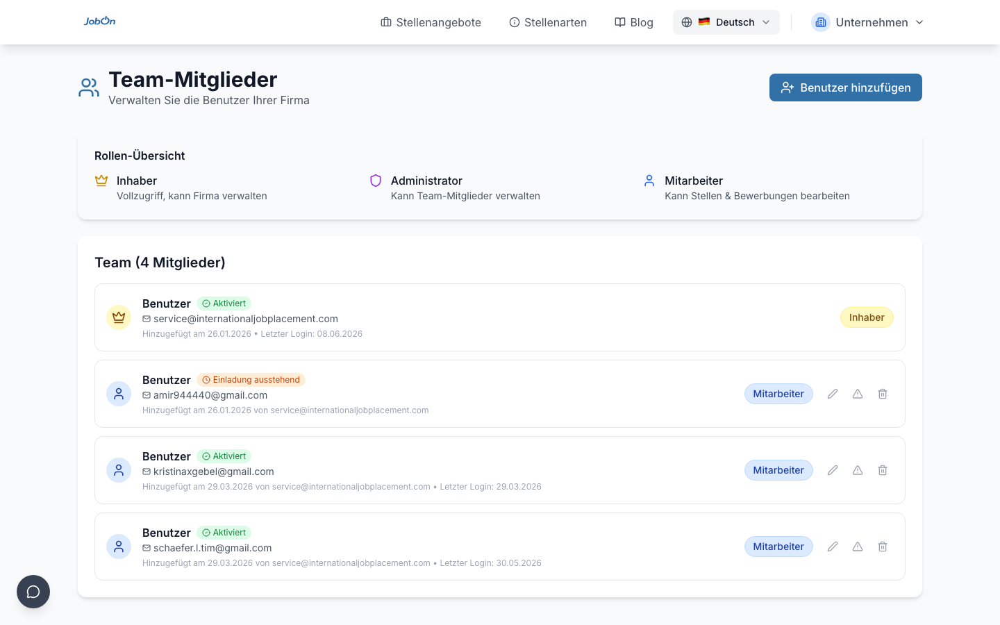 JobOn
Stellenangebote
Stellenarten
Blog
Deutsch
Unternehmen
Team-Mitglieder
Verwalten Sie die Benutzer Ihrer Firma
Benutzer hinzufügen
Rollen-Übersicht
Inhaber
Vollzugriff, kann Firma verwalten
Administrator
Kann Team-Mitglieder verwalten
Mitarbeiter
Kann Stellen & Bewerbungen bearbeiten
Team (4 Mitglieder)
Benutzer Aktiviert
service@internationaljobplacement.com
Hinzugefügt am 26.01.2026 • Letzter Login: 08.06.2026
Inhaber
Benutzer Einladung ausstehend
amir944440@gmail.com
Hinzugefügt am 26.01.2026 von service@internationaljobplacement.com
Mitarbeiter
Benutzer Aktiviert
kristinaxgebel@gmail.com
Hinzugefügt am 29.03.2026 von service@internationaljobplacement.com • Letzter Login: 29.03.2026
Mitarbeiter
Benutzer Aktiviert
schaefer.l.tim@gmail.com
Hinzugefügt am 29.03.2026 von service@internationaljobplacement.com • Letzter Login: 30.05.2026
Mitarbeiter